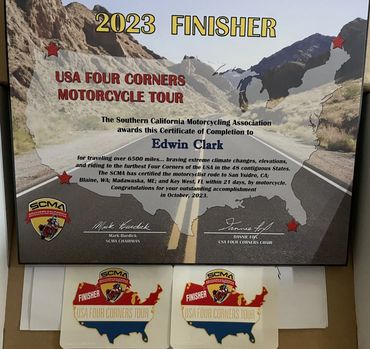 2023 FINISHER
USA FOUR CORNERS
MOTORCYCLE TOUR
The Southern California Motorcycling Association
awards this Certificate of Completion to
Edwin Clark
for traveling over 6500 miles... braving extreme climate changes, elevations,
and riding to the furthest Four Corners of the USA in the 48 contiguous States.
The SCMA has certified the motorcyclist rode to San Ysidro, CA;
Blaine, WA; Madawaska, ME; and Key West, FL within 21 days, by motorcycle.
Congratulations for your outstanding accomplishment
in October, 2023.
Mark Burdick
SCMA CHAIRMAN
USA FOUR CORNERS CHAIR
SCMA
SCMA
FINISHER
USA FOUR CORNERS TOUR
SCMA
FINISHER
USA FOUR CORNERS TOUR